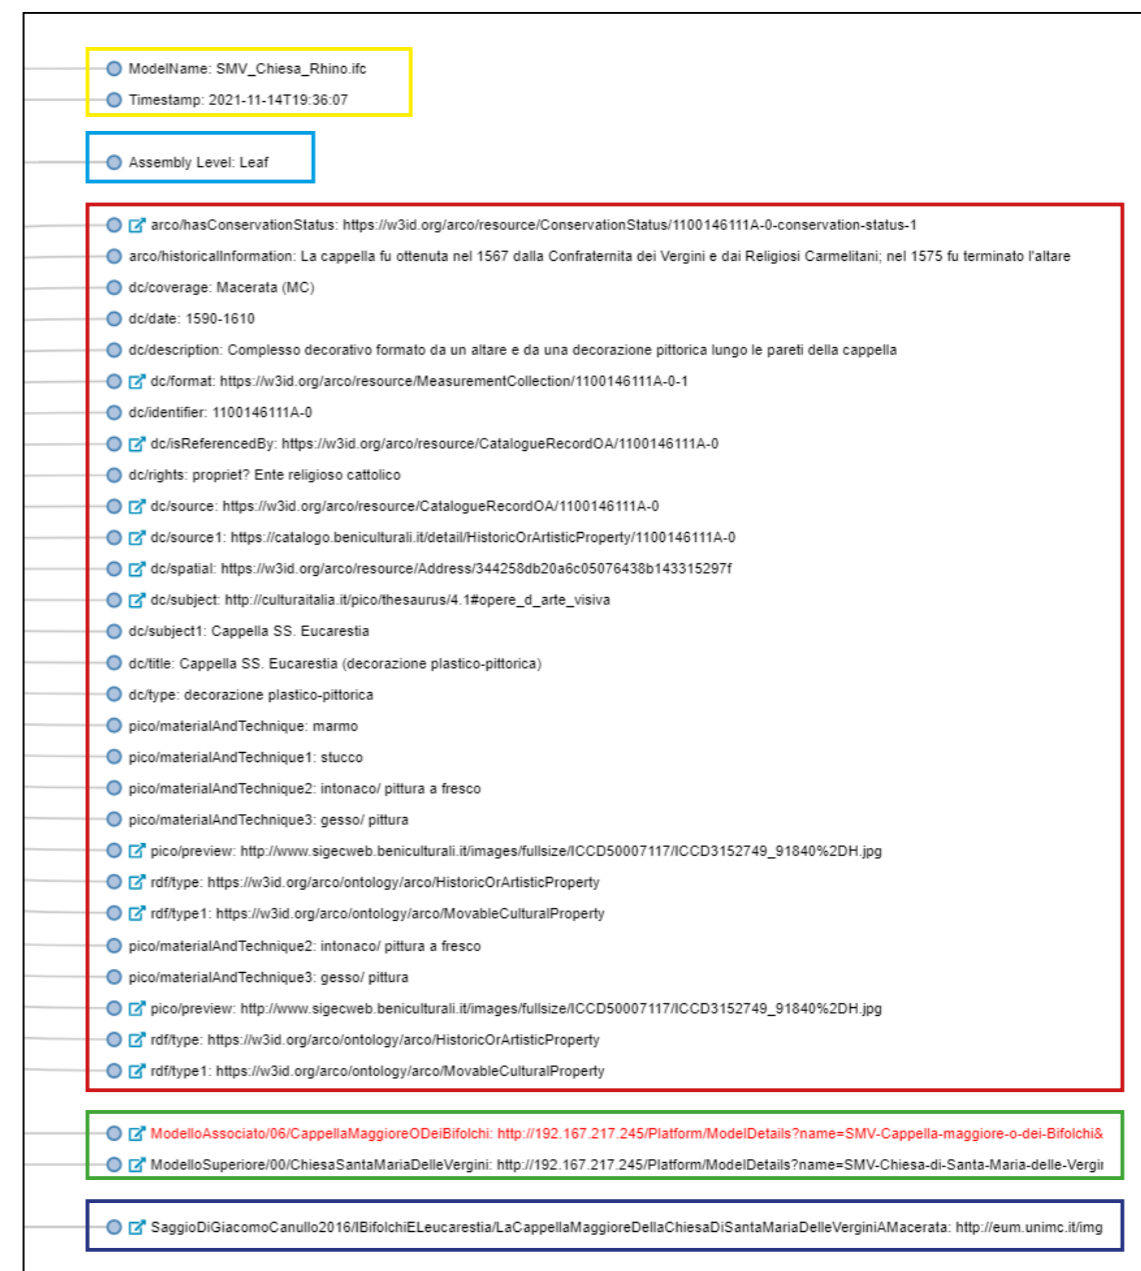 ModelName: SMV_Chiesa_Rhino.ifc
Timestamp: 2021-11-14T19:36:07
Assembly Level: Leaf
arco/hasConservationStatus: https://w3id.org/arco/resource/ConservationStatus/1100146111A-0-conservation-status-1
arco/historicalInformation: La cappella fu ottenuta nel 1567 dalla Confraternita dei Vergini e dai Religiosi Carmelitani; nel 1575 fu terminato l'altare
dc/coverage: Macerata (MC)
dc/date: 1590-1610
dc/description: Complesso decorativo formato da un altare e da una decorazione pittorica lungo le pareti della cappella
dc/format: https://w3id.org/arco/resource/MeasurementCollection/1100146111A-0-1
dc/identifier: 1100146111A-0
dc/isReferencedBy: https://w3id.org/arco/resource/CatalogueRecordOA/1100146111A-0
dc/rights: propriet? Ente religioso cattolico
dc/source: https://w3id.org/arco/resource/CatalogueRecordOA/1100146111A-0
dc/source1: https://catalogo.beniculturali.it/detail/HistoricOrArtisticProperty/1100146111A-0
dc/spatial: https://w3id.org/arco/resource/Address/344258db20a6c05076438b143315297f
dc/subject: http://culturaitalia.it/pico/thesaurus/4.1#opere_d_arte_visiva
dc/subject1: Cappella SS. Eucarestia
dc/title: Cappella SS. Eucarestia (decorazione plastico-pittorica)
dc/type: decorazione plastico-pittorica
pico/materialAndTechnique: marmo
pico/materialAndTechnique1: stucco
pico/materialAndTechnique2: intonaco/ pittura a fresco
pico/materialAndTechnique3: gesso/ pittura
pico/preview: http://www.sigecweb.beniculturali.it/images/fullsize/ICCD50007117/ICCD3152749_91840%2DH.jpg
rdf/type: https://w3id.org/arco/ontology/arco/HistoricOrArtisticProperty
rdf/type1: https://w3id.org/arco/ontology/arco/MovableCulturalProperty
pico/materialAndTechnique2: intonaco/ pittura a fresco
pico/materialAndTechnique3: gesso/ pittura
pico/preview: http://www.sigecweb.beniculturali.it/images/fullsize/ICCD50007117/ICCD3152749_91840%2DH.jpg
rdf/type: https://w3id.org/arco/ontology/arco/HistoricOrArtisticProperty
rdf/type1: https://w3id.org/arco/ontology/arco/MovableCulturalProperty
ModelloAssociato/06/CappellaMaggioreODeiBifolchi: http://192.167.217.245/Platform/ModelDetails?name=SMV-Cappella-maggiore-o-dei-Bifolchi&
ModelloSuperiore/00/ChiesaSantaMariaDelleVergini: http://192.167.217.245/Platform/ModelDetails?name=SMV-Chiesa-di-Santa-Maria-delle-Vergi
SaggioDiGiacomoCanullo2016/IBifolchiELeucarestia/LaCappellaMaggioreDellaChiesaDiSantaMariaDelleVerginiAMacerata: http://eum.unimc.it/img